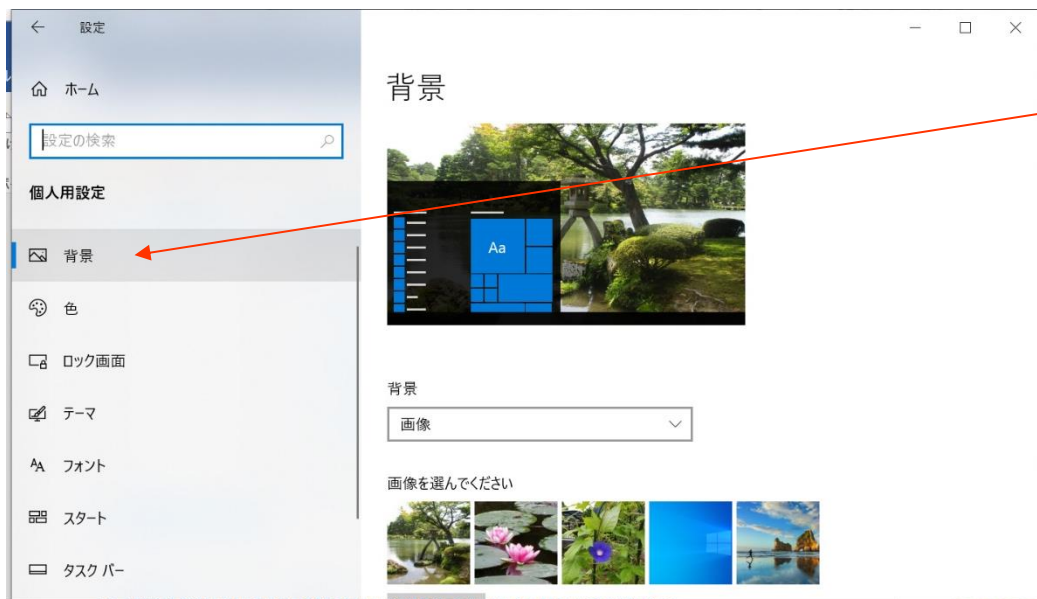 設定
ホーム
設定の検索
個人用設定
背景
色
ロック画面
テーマ
フォント
スタート
タスク バー
背景
Aa
背景
画像
画像を選んでください